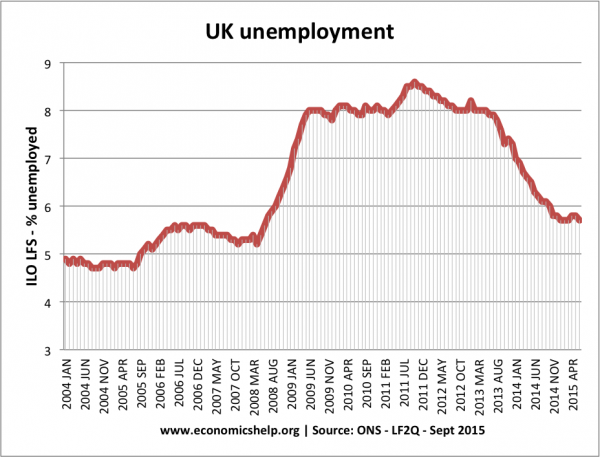 UK unemployment
ILO LFS - % unemployed
9
8
7
6
5
4
3
2004 JAN
2004 JUN
2004 NOV
2005 APR
2005 SEP
2006 FEB
2006 JUL
2006 DEC
2007 MAY
2007 OCT
2008 MAR
2008 AUG
2009 JAN
2009 JUN
2009 NOV
2010 APR
2010 SEP
2011 FEB
2011 JUL
2011 DEC
2012 MAY
2012 OCT
2013 MAR
2013 AUG
2014 JAN
2014 JUN
2014 NOV
2015 APR
www.economicshelp.org | Source: ONS - LF2Q - Sept 2015